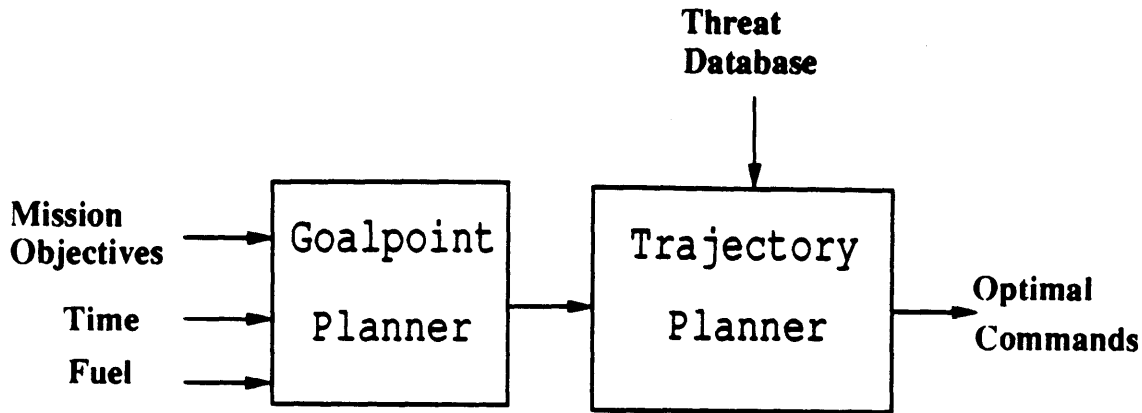 Threat
Database
Mission
Objectives
Time
Fuel
Goalpoint
Planner
Trajectory
Planner
Optimal
Commands